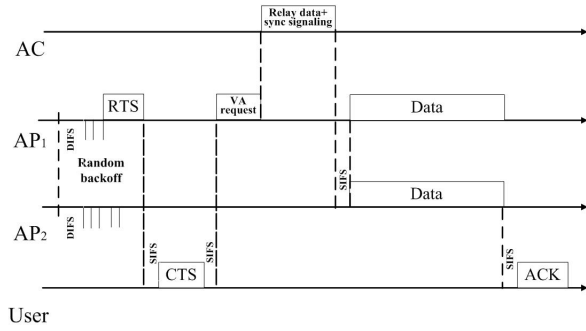 Relay data+
sync signaling
AC
RTS
VA
request
Data
AP1
DIFS
Random
backoff
SIFS
Data
AP2
DIFS
SIFS
CTS
SIFS
SIFS
ACK
User